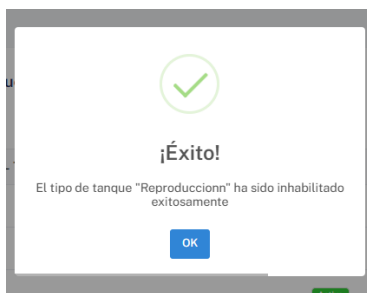 ¡Éxito!
El tipo de tanque "Reproduccionn" ha sido inhabilitado
exitosamente
OK